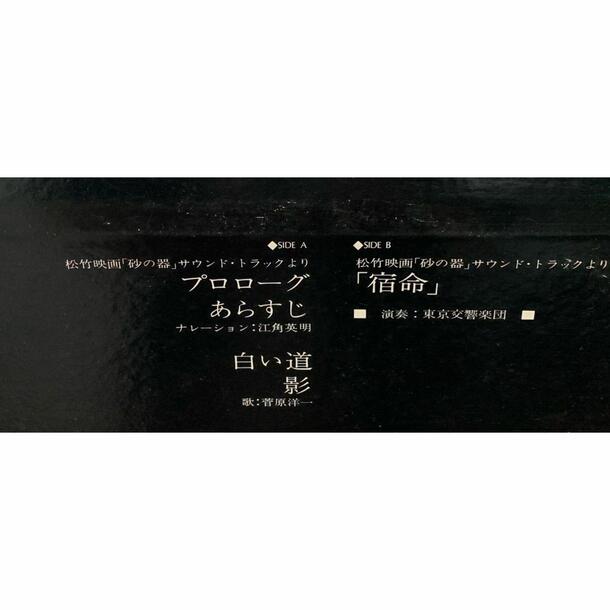 ◆SIDE A
松竹映画「砂の器」サウンド・トラックより
プロローグ
あらすじ
ナレーション:江角英明
白い道
影
歌:菅原洋一
◆SIDE B
松竹映画「砂の器」サウンド・トラックより
「宿命」
■ 演奏:東京交響楽団 ■